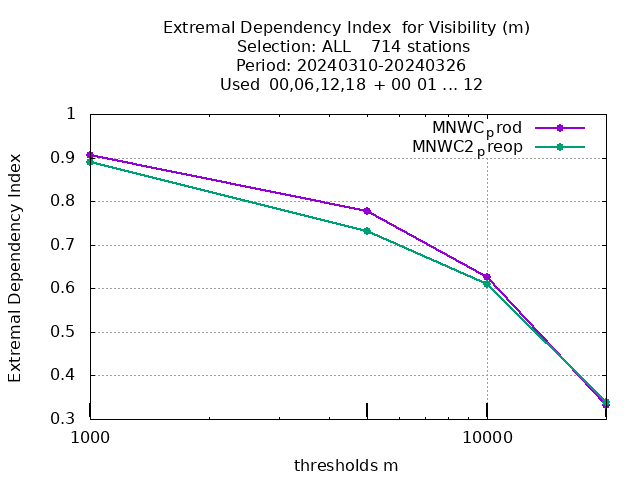 Extremal Dependency Index  for Visibility (m)
Selection: ALL    714 stations
Period: 20240310-20240326
Used  00,06,12,18  + 00 01 ... 12
MNWCprod
MNWC2preop
1
0.9
0.8
0.7
0.6
0.5
0.4
0.3
Extremal Dependency Index
1000
10000
thresholds m